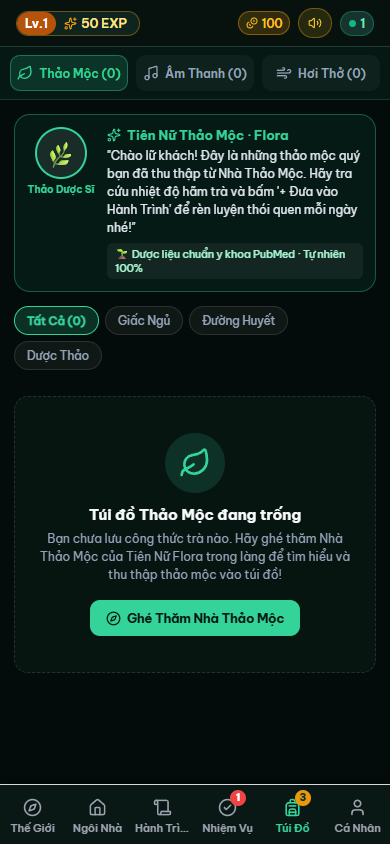 Lv.1 50 EXP 100 1
Thảo Mộc (0) Âm Thanh (0) Hơi Thở (0)
Tiên Nữ Thảo Mộc · Flora
"Chào lữ khách! Đây là những thảo mộc quý
bạn đã thu thập từ Nhà Thảo Mộc. Hãy tra
cứu nhiệt độ hãm trà và bấm '+ Đưa vào
Hành Trình' để rèn luyện thói quen mỗi ngày
nhé!"
Thảo Dược Sĩ
Dược liệu chuẩn y khoa PubMed · Tự nhiên
100%
Tất Cả (0) Giấc Ngủ Đường Huyết
Dược Thảo
Túi đồ Thảo Mộc đang trống
Bạn chưa lưu công thức trà nào. Hãy ghé thăm Nhà
Thảo Mộc của Tiên Nữ Flora trong làng để tìm hiểu và
thu thập thảo mộc vào túi đồ!
Ghé Thăm Nhà Thảo Mộc
1 3
Thế Giới Ngôi Nhà Hành Trì... Nhiệm Vụ Túi Đồ Cá Nhân